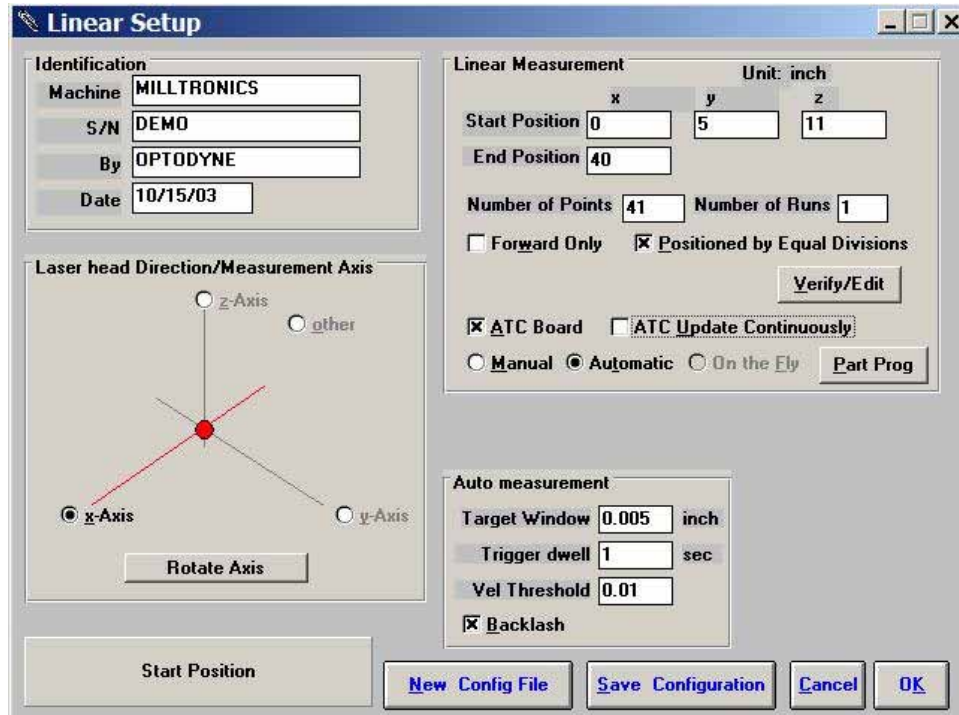 Linear Setup
Identification
Machine MILLTRONICS
S/N DEMO
By OPTODYNE
Date 10/15/03
Laser head Direction/Measurement Axis
z-Axis
other
x-Axis
y-Axis
Rotate Axis
Start Position
Linear Measurement
Unit: inch
x y z
Start Position 0 5 11
End Position 40
Number of Points 41 Number of Runs 1
Forward Only Positioned by Equal Divisions
Verify/Edit
ATC Board ATC Update Continuously
Manual Automatic On the Fly Part Prog
Auto measurement
Target Window 0.005 inch
Trigger dwell 1 sec
Vel Threshold 0.01
Backlash
New Config File Save Configuration Cancel OK